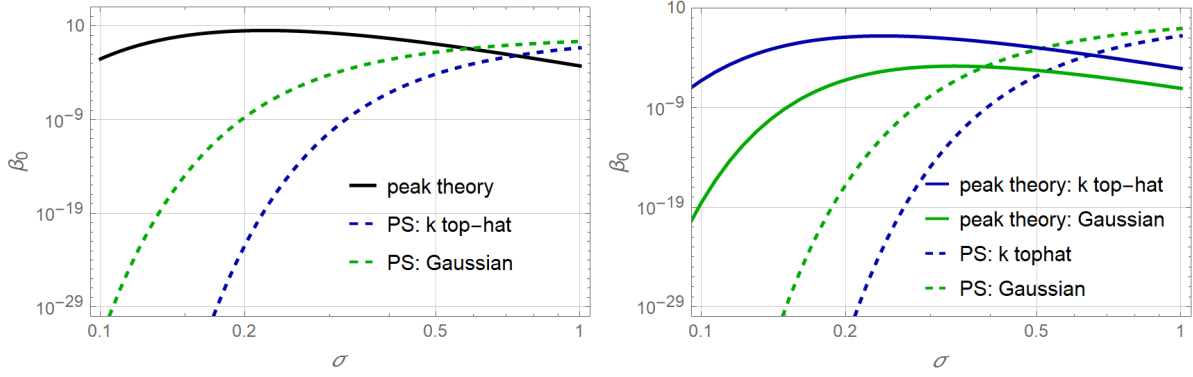 10
10⁻⁹
10⁻¹⁹
10⁻²⁹
β₀
peak theory
PS: k top-hat
PS: Gaussian
0.1
0.2
0.5
1
σ
10
10⁻⁹
10⁻¹⁹
10⁻²⁹
β₀
peak theory: k top-hat
peak theory: Gaussian
PS: k tophat
PS: Gaussian
0.1
0.2
0.5
1
σ